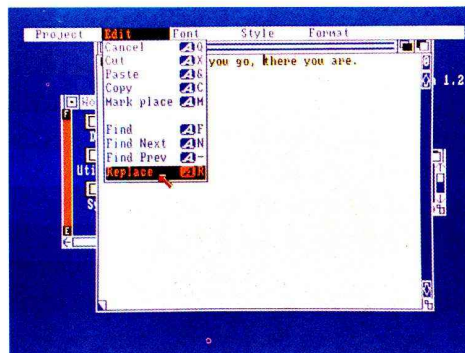 Project Edit Font Style Format
Cancel Q
Cut X
Paste &
Copy C
Mark place M
Find F
Find Next N
Find Prev -
Replace R
you go, there you are.
1.2